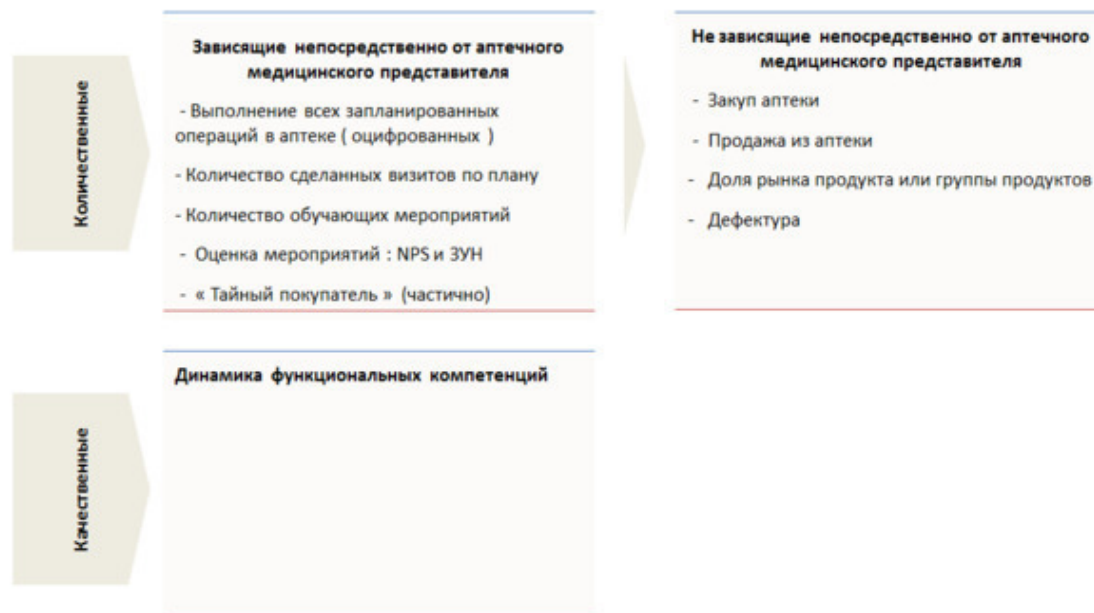 Количественные
Зависящие непосредственно от аптечного
медицинского представителя
- Выполнение всех запланированных
операций в аптеке ( оцифрованных )
- Количество сделанных визитов по плану
- Количество обучающих мероприятий
- Оценка мероприятий : NPS и ЗУН
- « Тайный покупатель » (частично)
Не зависящие непосредственно от аптечного
медицинского представителя
- Закуп аптеки
- Продажа из аптеки
- Доля рынка продукта или группы продуктов
- Дефектура
Качественные
Динамика функциональных компетенций